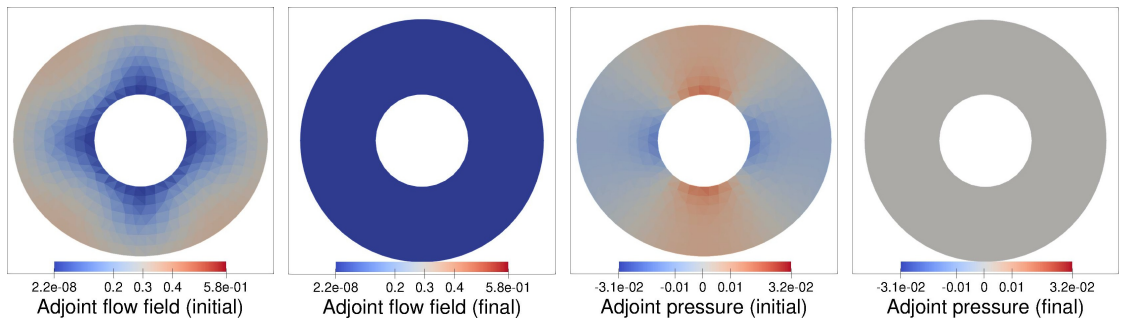 2.2e-08 0.2 0.3 0.4 5.8e-01
Adjoint flow field (initial)
2.2e-08 0.2 0.3 0.4 5.8e-01
Adjoint flow field (final)
-3.1e-02 -0.01 0 0.01 3.2e-02
Adjoint pressure (initial)
-3.1e-02 -0.01 0 0.01 3.2e-02
Adjoint pressure (final)